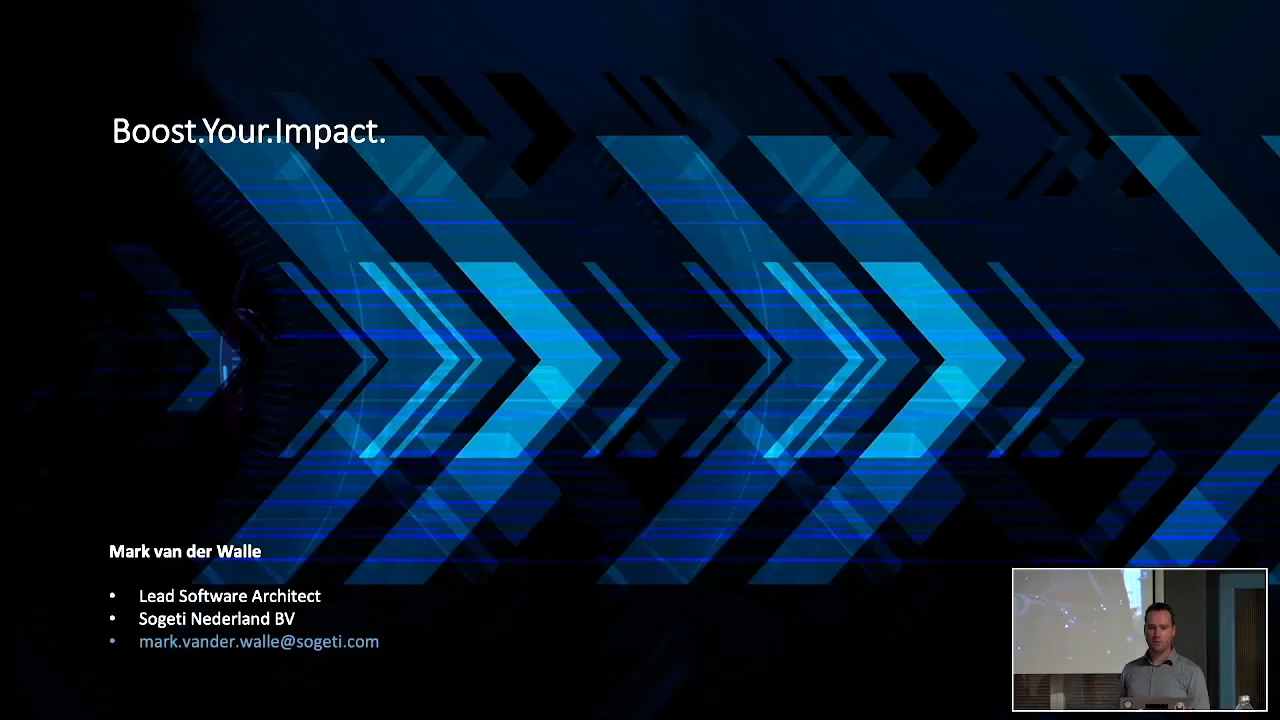 Boost.Your.Impact.
Mark van der Walle
• Lead Software Architect
• Sogeti Nederland BV
• mark.vander.walle@sogeti.com